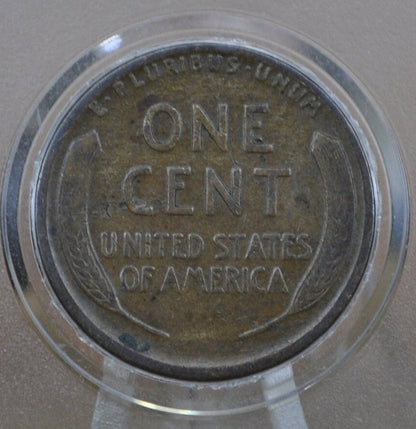 E·PLURIBUS·UNUM
ONE
CENT
UNITED STATES
OF AMERICA